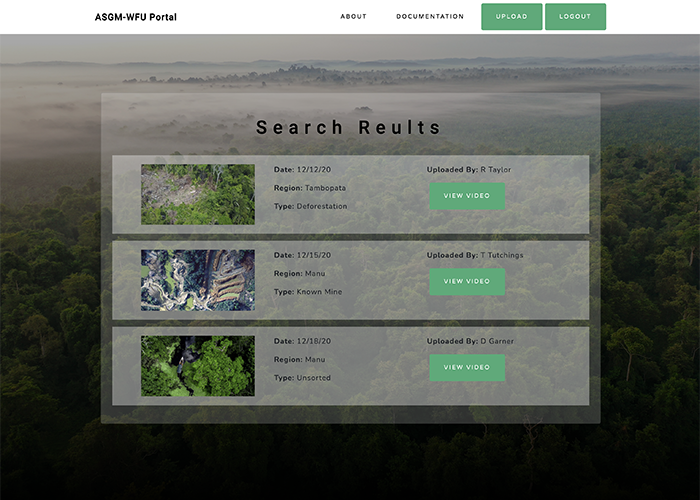 ASGM-WFU Portal
ABOUT
DOCUMENTATION
UPLOAD
LOGOUT
Search Reults
Date: 12/12/20
Region: Tambopata
Type: Deforestation
Uploaded By: R Taylor
VIEW VIDEO
Date: 12/15/20
Region: Manu
Type: Known Mine
Uploaded By: T Tutchings
VIEW VIDEO
Date: 12/18/20
Region: Manu
Type: Unsorted
Uploaded By: D Garner
VIEW VIDEO